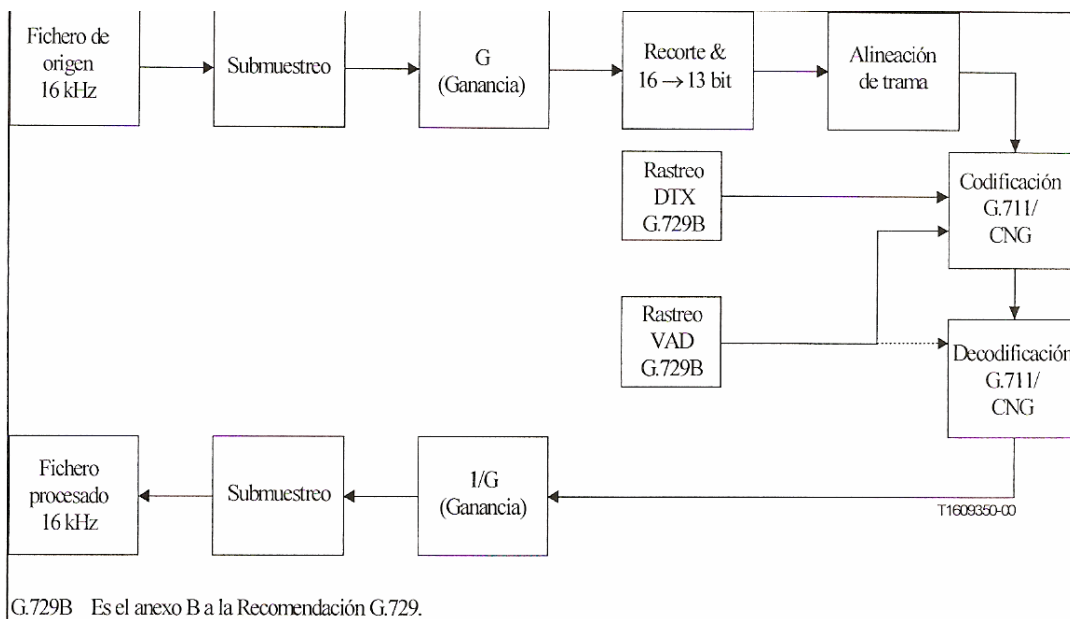 Fichero de
origen
16 kHz
Submuestreo
G
(Ganancia)
Recorte &
16 → 13 bit
Alineación
de trama
Rastreo
DTX
G.729B
Codificación
G.711/
CNG
Rastreo
VAD
G.729B
Decodificación
G.711/
CNG
Fichero
procesado
16 kHz
Submuestreo
1/G
(Ganancia)
T1609350-00
G.729B Es el anexo B a la Recomendación G.729.